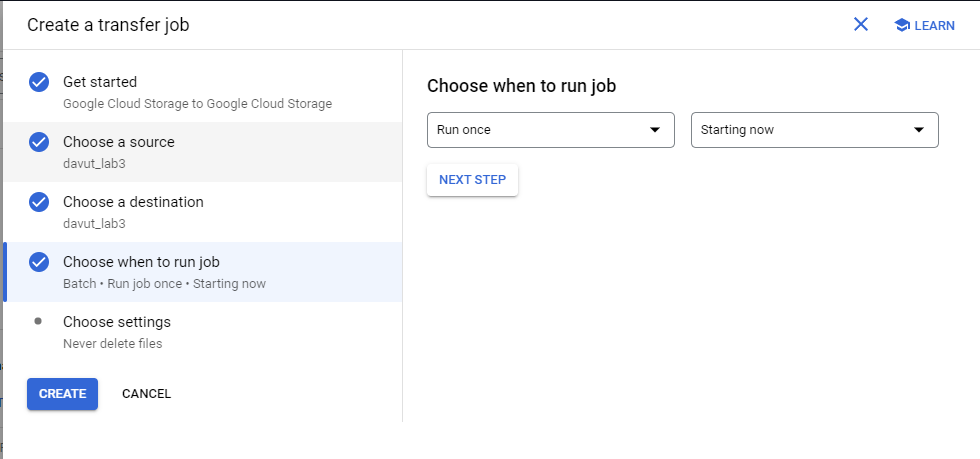 Create a transfer job
LEARN
Get started
Google Cloud Storage to Google Cloud Storage
Choose a source
davut_lab3
Choose a destination
davut_lab3
Choose when to run job
Batch • Run job once • Starting now
Choose settings
Never delete files
CREATE CANCEL
Choose when to run job
Run once Starting now
NEXT STEP